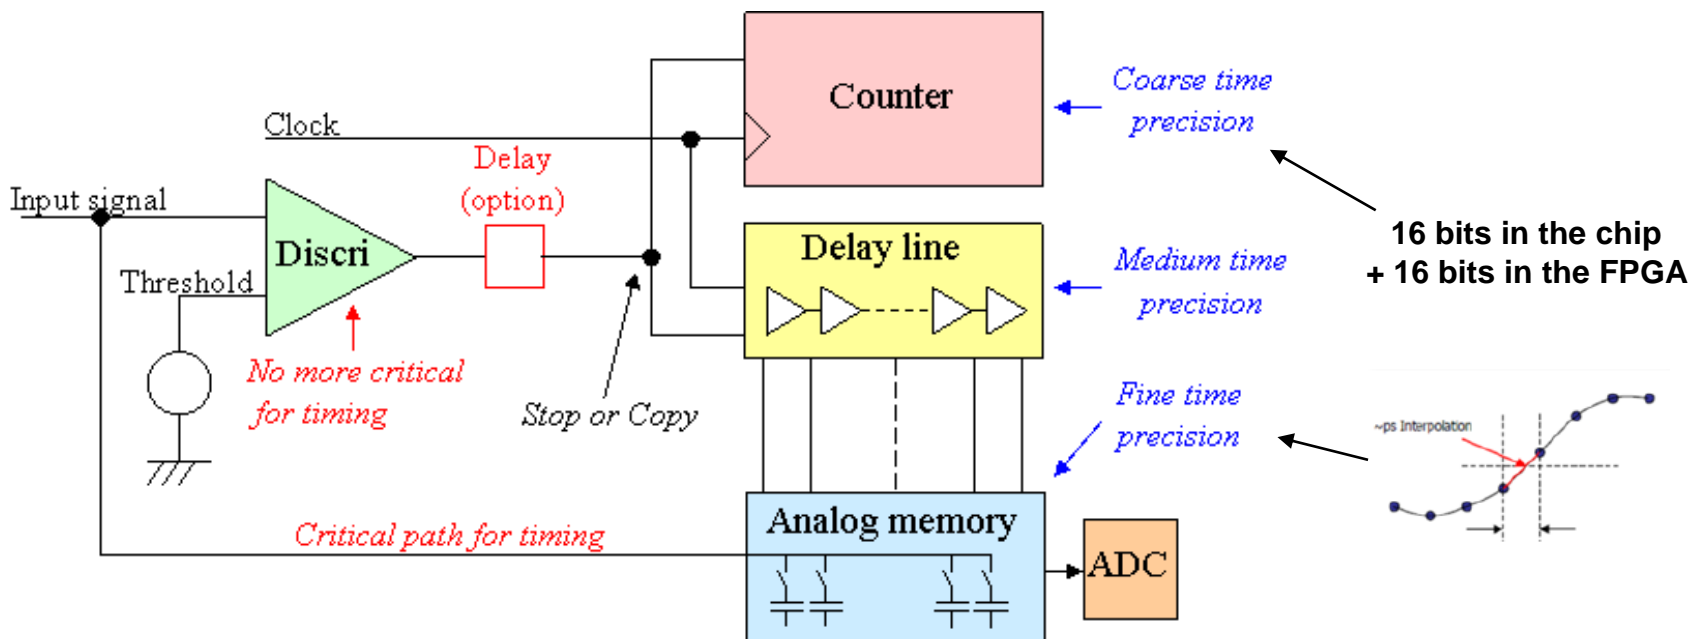 Counter
Coarse time
precision
Clock
Delay
(option)
Input signal
16 bits in the chip
+ 16 bits in the FPGA
Discri
Delay line
Medium time
precision
Threshold
No more critical
for timing
Stop or Copy
Fine time
precision
~ps Interpolation
Analog memory
Critical path for timing
ADC